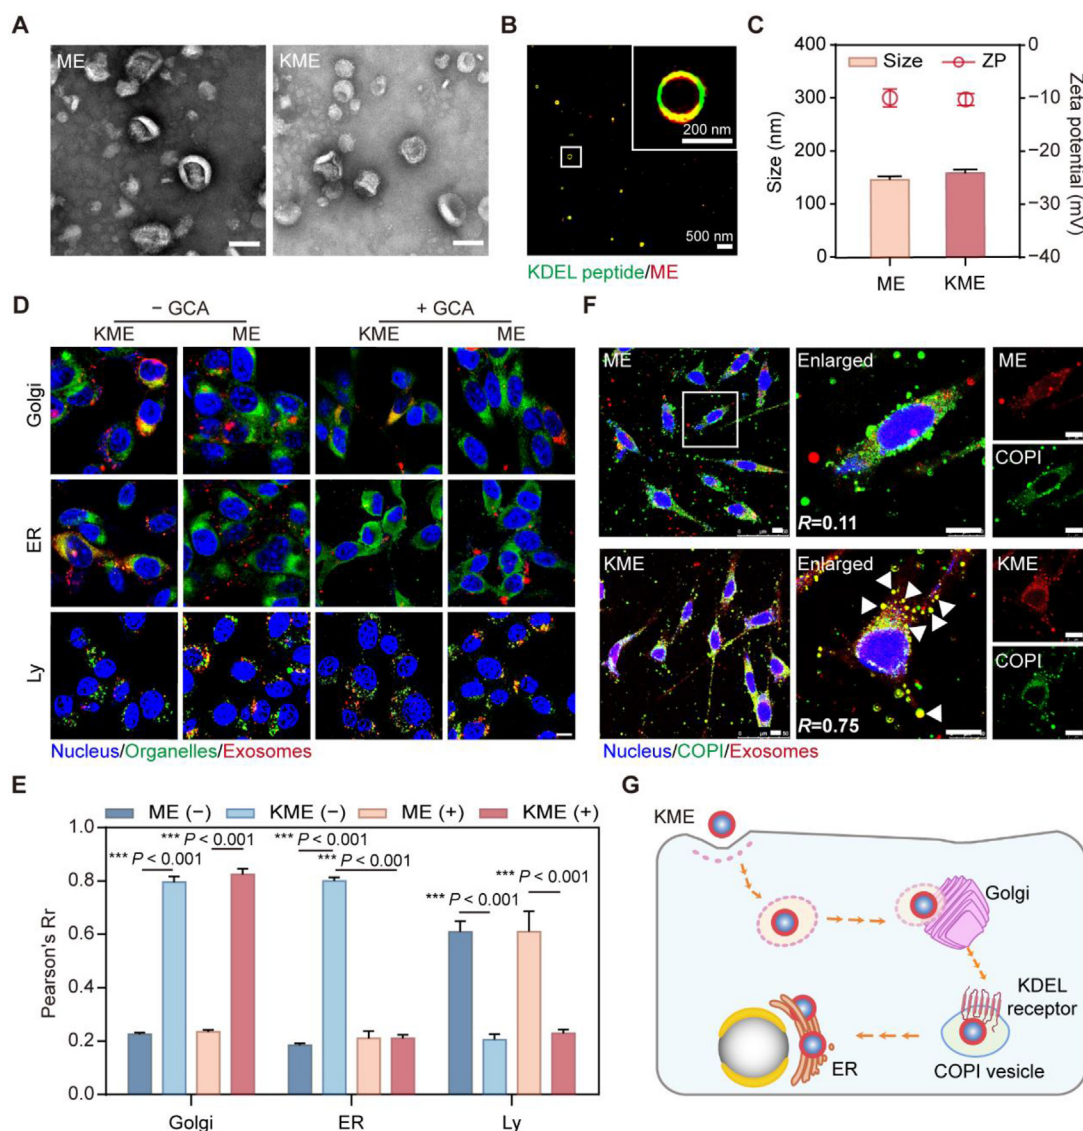 A
ME
KME
B
200 nm
500 nm
KDEL peptide/ME
C
400
300
200
100
0
Size (nm)
Size
ZP
0
−10
−20
−30
−40
Zeta potential (mV)
ME
KME
D
− GCA
+ GCA
KME
ME
KME
ME
Golgi
ER
Ly
Nucleus/Organelles/Exosomes
F
ME
Enlarged
R=0.11
ME
COPI
KME
Enlarged
R=0.75
KME
COPI
Nucleus/COPI/Exosomes
E
ME (−)
KME (−)
ME (+)
KME (+)
1.0
0.8
0.6
0.4
0.2
0.0
Pearson's Rr
*** P < 0.001
*** P < 0.001
*** P < 0.001
*** P < 0.001
*** P < 0.001
*** P < 0.001
Golgi
ER
Ly
G
KME
Golgi
KDEL
receptor
COPI vesicle
ER